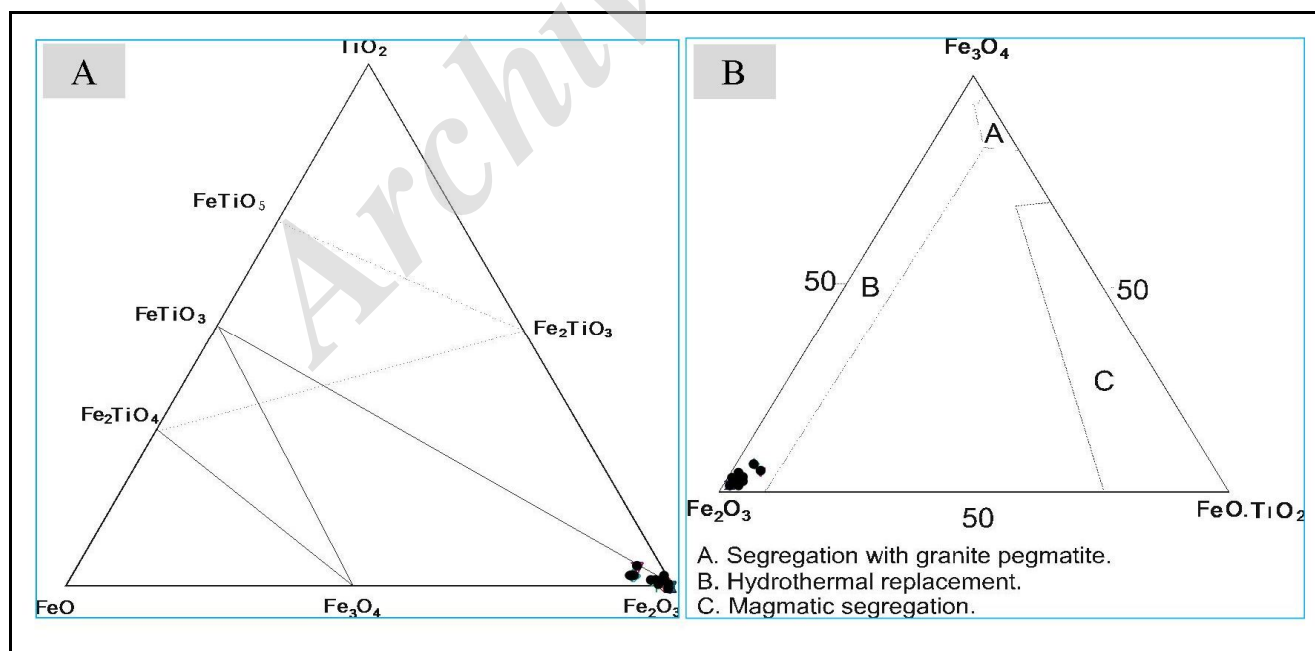 A
TiO₂
FeTiO₅
FeTiO₃
Fe₂TiO₃
Fe₂TiO₄
FeO
Fe₃O₄
Fe₂O₃
Archiv
B
Fe₃O₄
A
50
B
50
C
Fe₂O₃
50
FeO.TiO₂
A. Segregation with granite pegmatite.
B. Hydrothermal replacement.
C. Magmatic segregation.